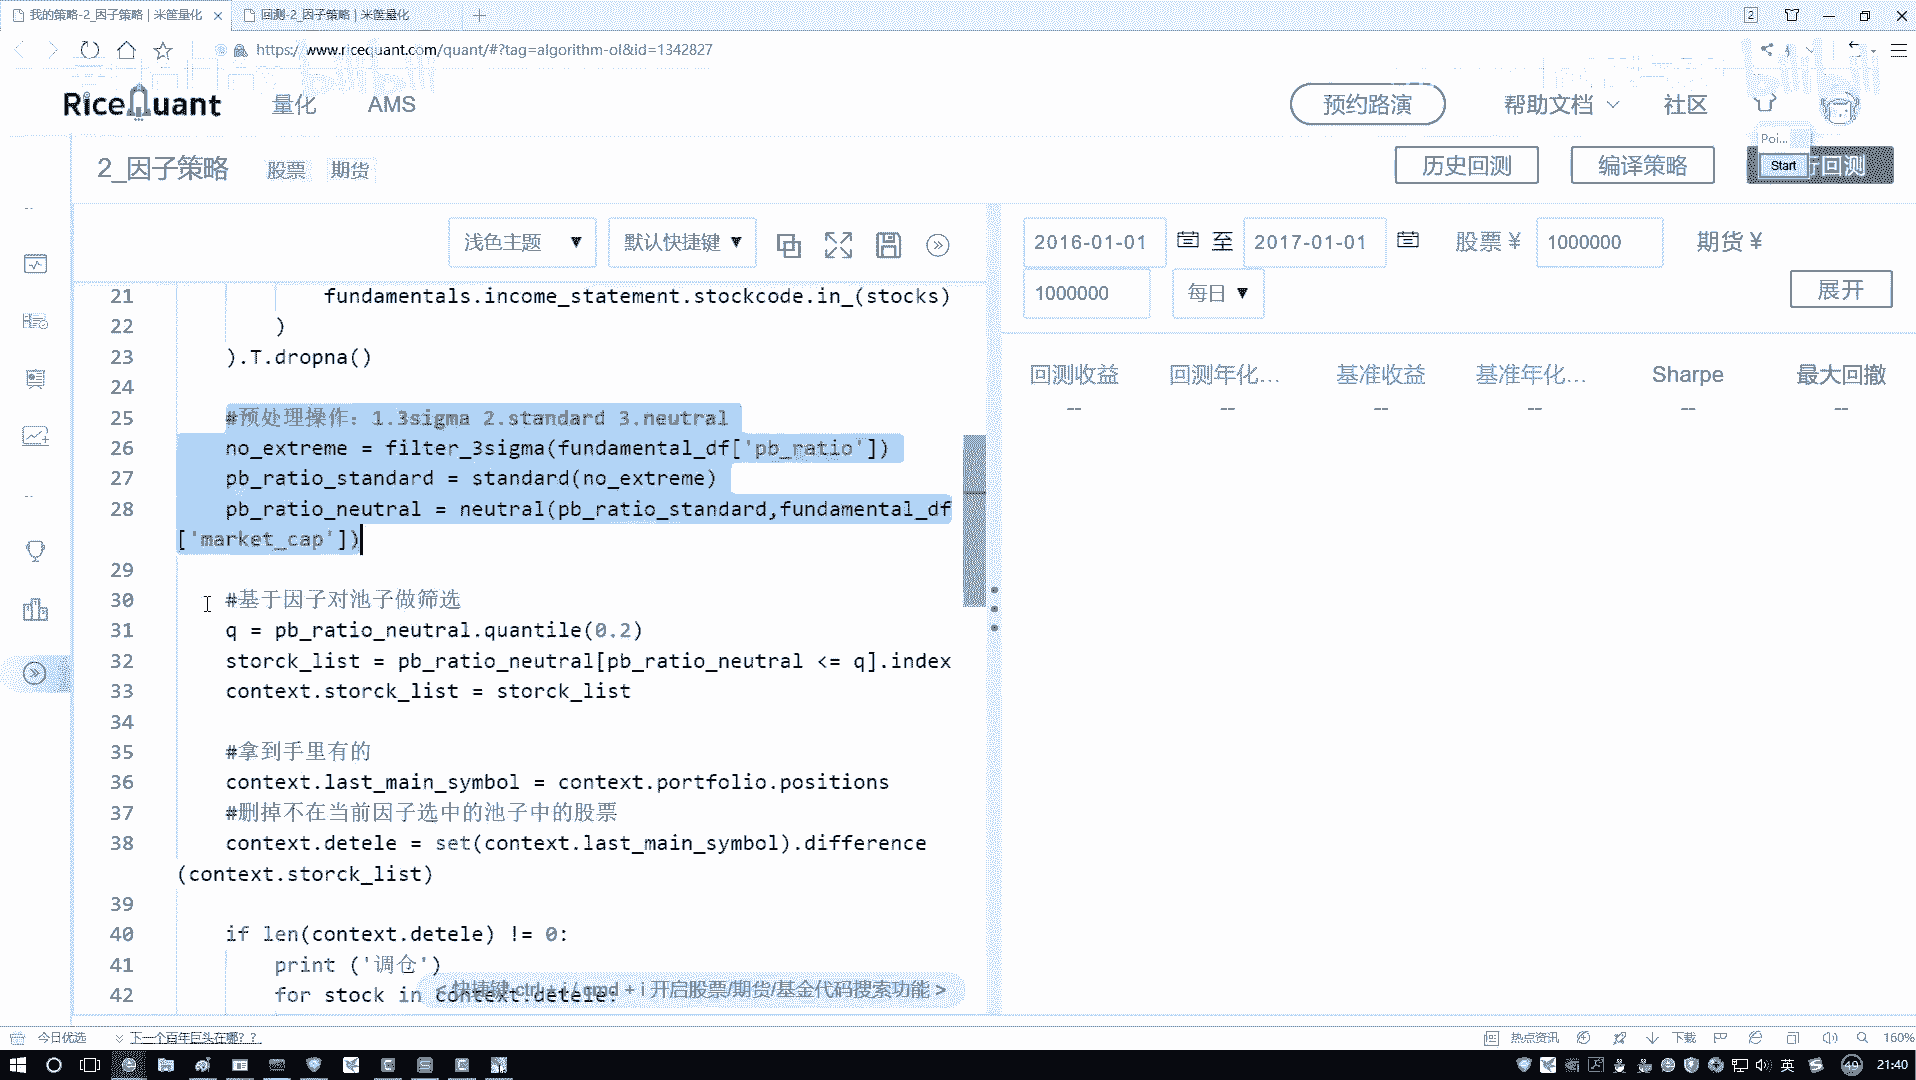 我的策略-2_因子策略 | 米筐量化
回测-2_因子策略 | 米筐量化
2
https://www.ricequant.com/quant/#?tag=algorithm-ol&id=1342827
RiceQuant
量化
AMS
预约路演
帮助文档
社区
Poi...
2_因子策略
股票
期货
历史回测
编译策略
Start
回测
浅色主题 ▼
默认快捷键 ▼
2016-01-01
至
2017-01-01
股票 ¥
1000000
期货 ¥
1000000
每日 ▼
展开
回测收益
回测年化...
基准收益
基准年化...
Sharpe
最大回撤
--
--
--
--
--
--
21 fundamentals.income_statement.stockcode.in_(stocks)
22 )
23 ).T.dropna()
24
25 #预处理操作：1.3sigma 2.standard 3.neutral
26 no_extreme = filter_3sigma(fundamental_df['pb_ratio'])
27 pb_ratio_standard = standard(no_extreme)
28 pb_ratio_neutral = neutral(pb_ratio_standard,fundamental_df
['market_cap'])
29
30 #基于因子对池子做筛选
31 q = pb_ratio_neutral.quantile(0.2)
32 storck_list = pb_ratio_neutral[pb_ratio_neutral <= q].index
33 context.storck_list = storck_list
34
35 #拿到手里有的
36 context.last_main_symbol = context.portfolio.positions
37 #删掉不在当前因子选中的池子中的股票
38 context.detele = set(context.last_main_symbol).difference
(context.storck_list)
39
40 if len(context.detele) != 0:
41 print ('调仓')
42 for stock in context.detele:
< 快捷键 ctrl + i / cmd + i 开启股票/期货/基金代码搜索功能 >
今日优选
下一个百年巨头在哪？？
热点资讯
下载
160%
英
49
21:40